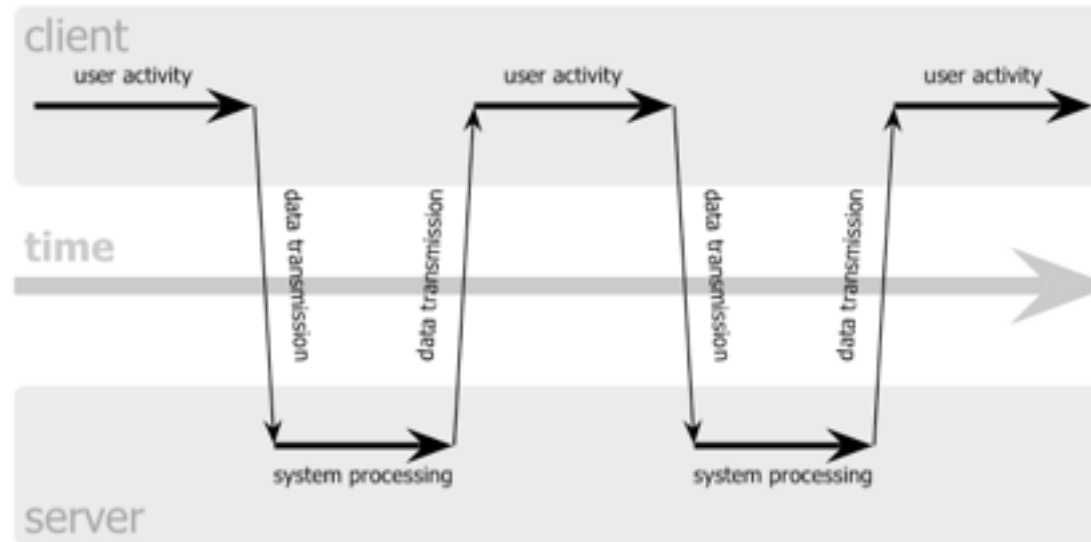 client
user activity
user activity
user activity
data transmission
data transmission
data transmission
data transmission
time
system processing
system processing
server